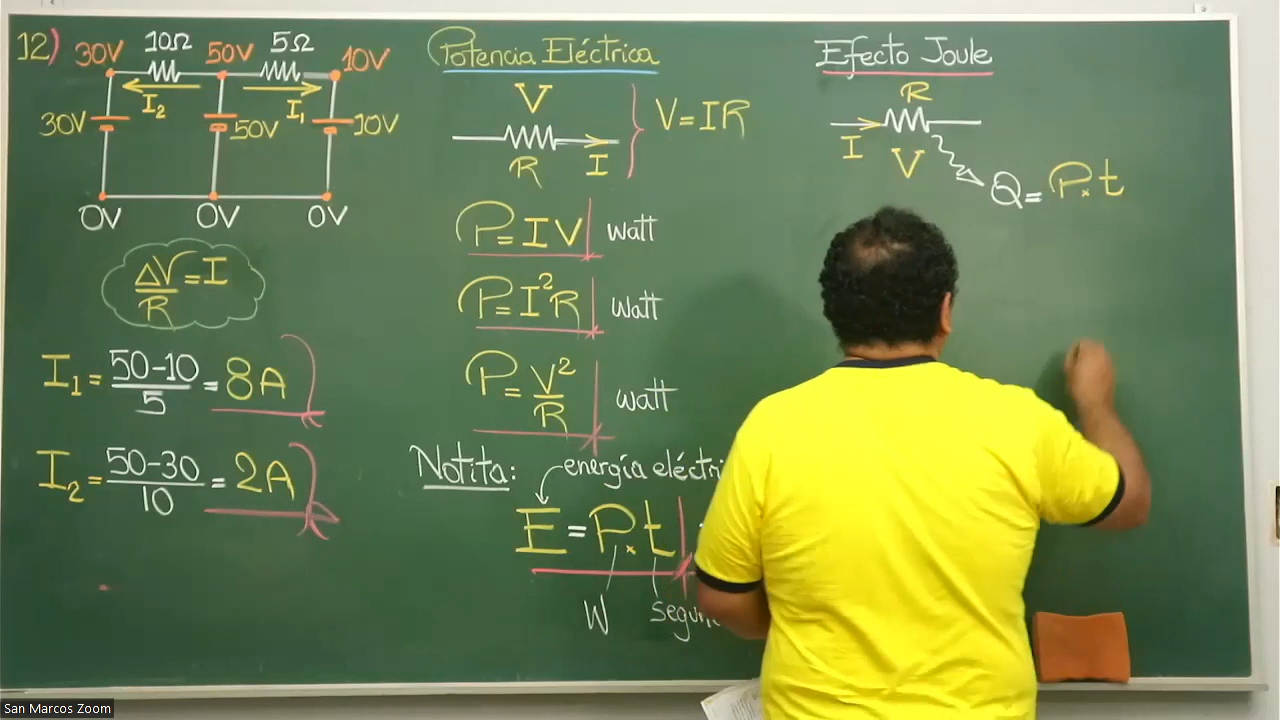 12) 30V 10Ω 50V 5Ω 10V
I₂ I₁
30V 50V 10V
0V 0V 0V
ΔV/R = I
I₁ = 50-10/5 = 8A
I₂ = 50-30/10 = 2A
Potencia Eléctrica
V
R I
V = IR
P = IV watt
P = I²R watt
P = V²/R watt
Notita: energía
E = P×t
W
Efecto Joule
R
I V
Q = P×t
San Marcos Zoom